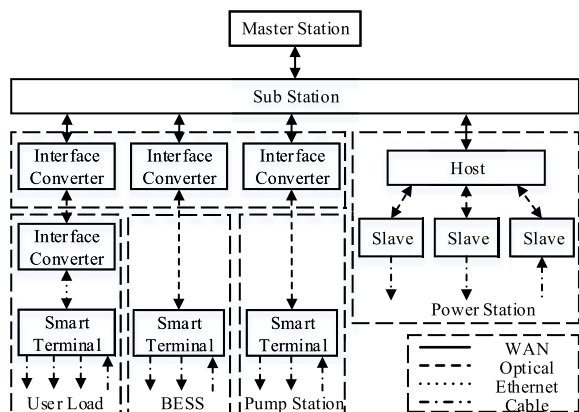 Master Station
Sub Station
Interface
Converter
Interface
Converter
Interface
Converter
Host
Interface
Converter
Slave
Slave
Slave
Power Station
Smart
Terminal
Smart
Terminal
Smart
Terminal
User Load
BESS
Pump Station
WAN
Optical
Ethernet
Cable